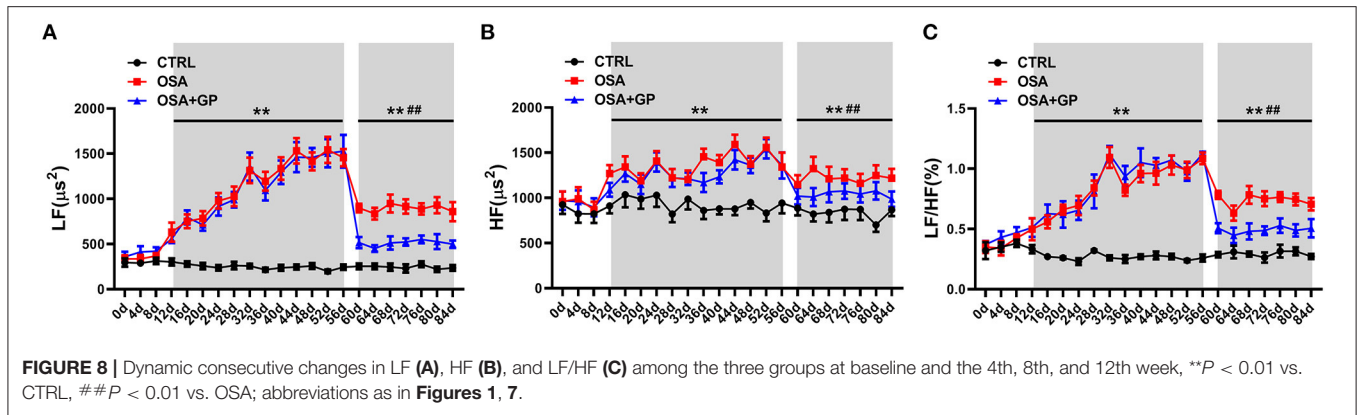 A
B
C
CTRL
OSA
OSA+GP
CTRL
OSA
OSA+GP
CTRL
OSA
OSA+GP
LF(μs²)
2000
1500
1000
500
0
**
** ##
0d 4d 8d 12d 16d 20d 24d 28d 32d 36d 40d 44d 48d 52d 56d 60d 64d 68d 72d 76d 80d 84d
HF(μs²)
2000
1500
1000
500
0
**
** ##
0d 4d 8d 12d 16d 20d 24d 28d 32d 36d 40d 44d 48d 52d 56d 60d 64d 68d 72d 76d 80d 84d
LF/HF(%)
1.5
1.0
0.5
0.0
**
** ##
0d 4d 8d 12d 16d 20d 24d 28d 32d 36d 40d 44d 48d 52d 56d 60d 64d 68d 72d 76d 80d 84d
FIGURE 8 | Dynamic consecutive changes in LF (A), HF (B), and LF/HF (C) among the three groups at baseline and the 4th, 8th, and 12th week, **P < 0.01 vs.
CTRL, ##P < 0.01 vs. OSA; abbreviations as in Figures 1, 7.